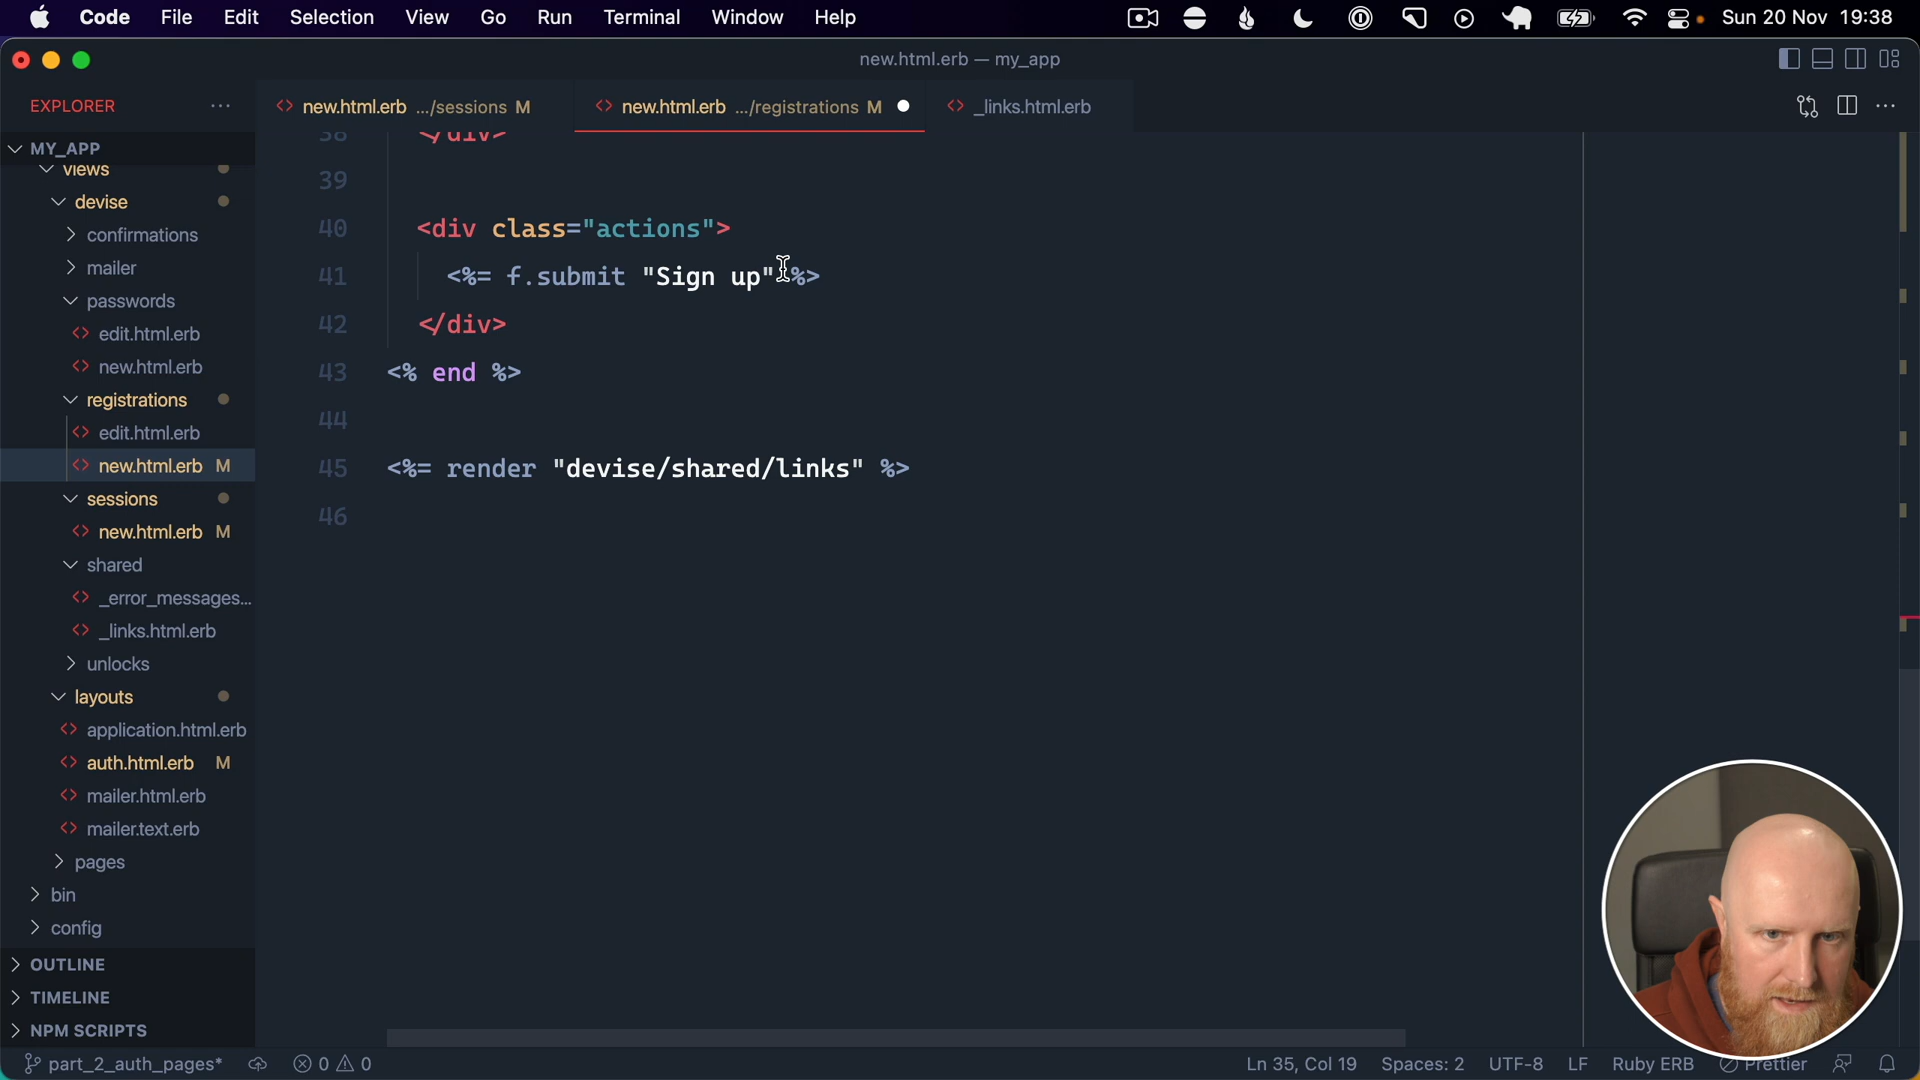 Code File Edit Selection View Go Run Terminal Window Help Sun 20 Nov 19:38
new.html.erb — my_app
EXPLORER
new.html.erb .../sessions M
new.html.erb .../registrations M
_links.html.erb
MY_APP
views
devise
confirmations
mailer
passwords
edit.html.erb
new.html.erb
registrations
edit.html.erb
new.html.erb M
sessions
new.html.erb M
shared
_error_messages...
_links.html.erb
unlocks
layouts
application.html.erb
auth.html.erb M
mailer.html.erb
mailer.text.erb
pages
bin
config
OUTLINE
TIMELINE
NPM SCRIPTS
38 </div>
39
40 <div class="actions">
41 <%= f.submit "Sign up" %>
42 </div>
43 <% end %>
44
45 <%= render "devise/shared/links" %>
46
part_2_auth_pages* 0 0 Ln 35, Col 19 Spaces: 2 UTF-8 LF Ruby ERB Prettier